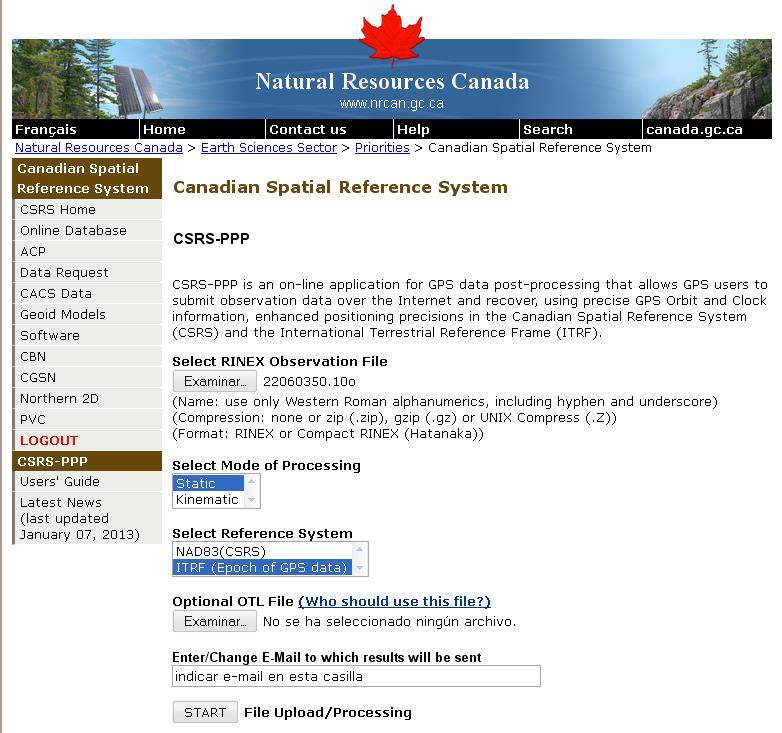 Natural Resources Canada
www.nrcan.gc.ca
Français Home Contact us Help Search canada.gc.ca
Natural Resources Canada > Earth Sciences Sector > Priorities > Canadian Spatial Reference System
Canadian Spatial
Reference System
CSRS Home
Online Database
ACP
Data Request
CACS Data
Geoid Models
Software
CBN
CGSN
Northern 2D
PVC
LOGOUT
CSRS-PPP
Users' Guide
Latest News
(last updated
January 07, 2013)
Canadian Spatial Reference System
CSRS-PPP
CSRS-PPP is an on-line application for GPS data post-processing that allows GPS users to
submit observation data over the Internet and recover, using precise GPS Orbit and Clock
information, enhanced positioning precisions in the Canadian Spatial Reference System
(CSRS) and the International Terrestrial Reference Frame (ITRF).
Select RINEX Observation File
Examinar... 22060350.10o
(Name: use only Western Roman alphanumerics, including hyphen and underscore)
(Compression: none or zip (.zip), gzip (.gz) or UNIX Compress (.Z))
(Format: RINEX or Compact RINEX (Hatanaka))
Select Mode of Processing
Static
Kinematic
Select Reference System
NAD83(CSRS)
ITRF (Epoch of GPS data)
Optional OTL File (Who should use this file?)
Examinar... No se ha seleccionado ningún archivo.
Enter/Change E-Mail to which results will be sent
indicar e-mail en esta casilla
START File Upload/Processing